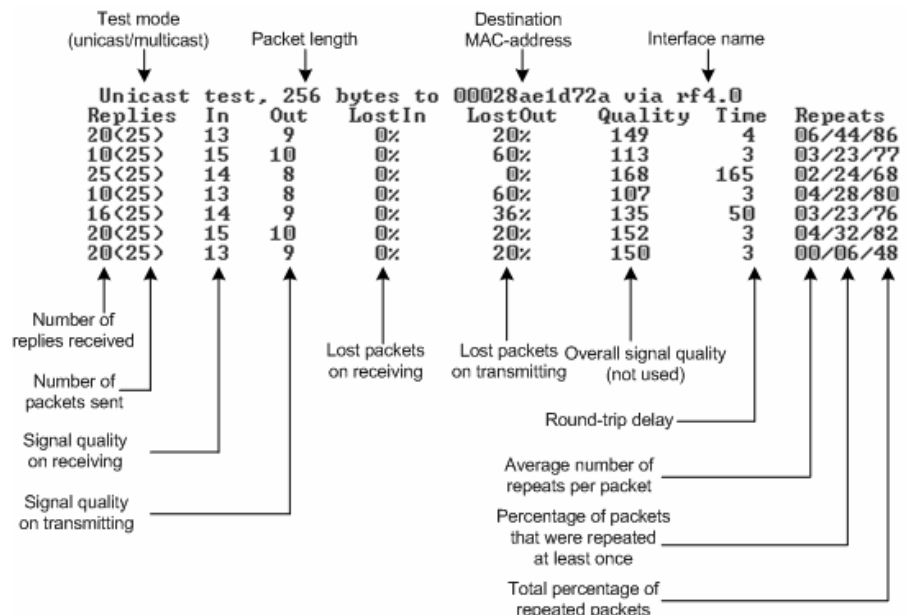 Test mode
(unicast/multicast)
Packet length
Destination
MAC-address
Interface name
Unicast test, 256 bytes to 00028ae1d72a via rf4.0
Replies In Out LostIn LostOut Quality Time Repeats
20(25) 13 9 0% 20% 149 4 06/44/86
10(25) 15 10 0% 60% 113 3 03/23/77
25(25) 14 8 0% 0% 168 165 02/24/68
10(25) 13 8 0% 60% 107 3 04/28/80
16(25) 14 9 0% 36% 135 50 03/23/76
20(25) 15 10 0% 20% 152 3 04/32/82
20(25) 13 9 0% 20% 150 3 00/06/48
Number of
replies received
Number of
packets sent
Signal quality
on receiving
Signal quality
on transmitting
Lost packets
on receiving
Lost packets
on transmitting
Overall signal quality
(not used)
Round-trip delay
Average number of
repeats per packet
Percentage of packets
that were repeated
at least once
Total percentage of
repeated packets